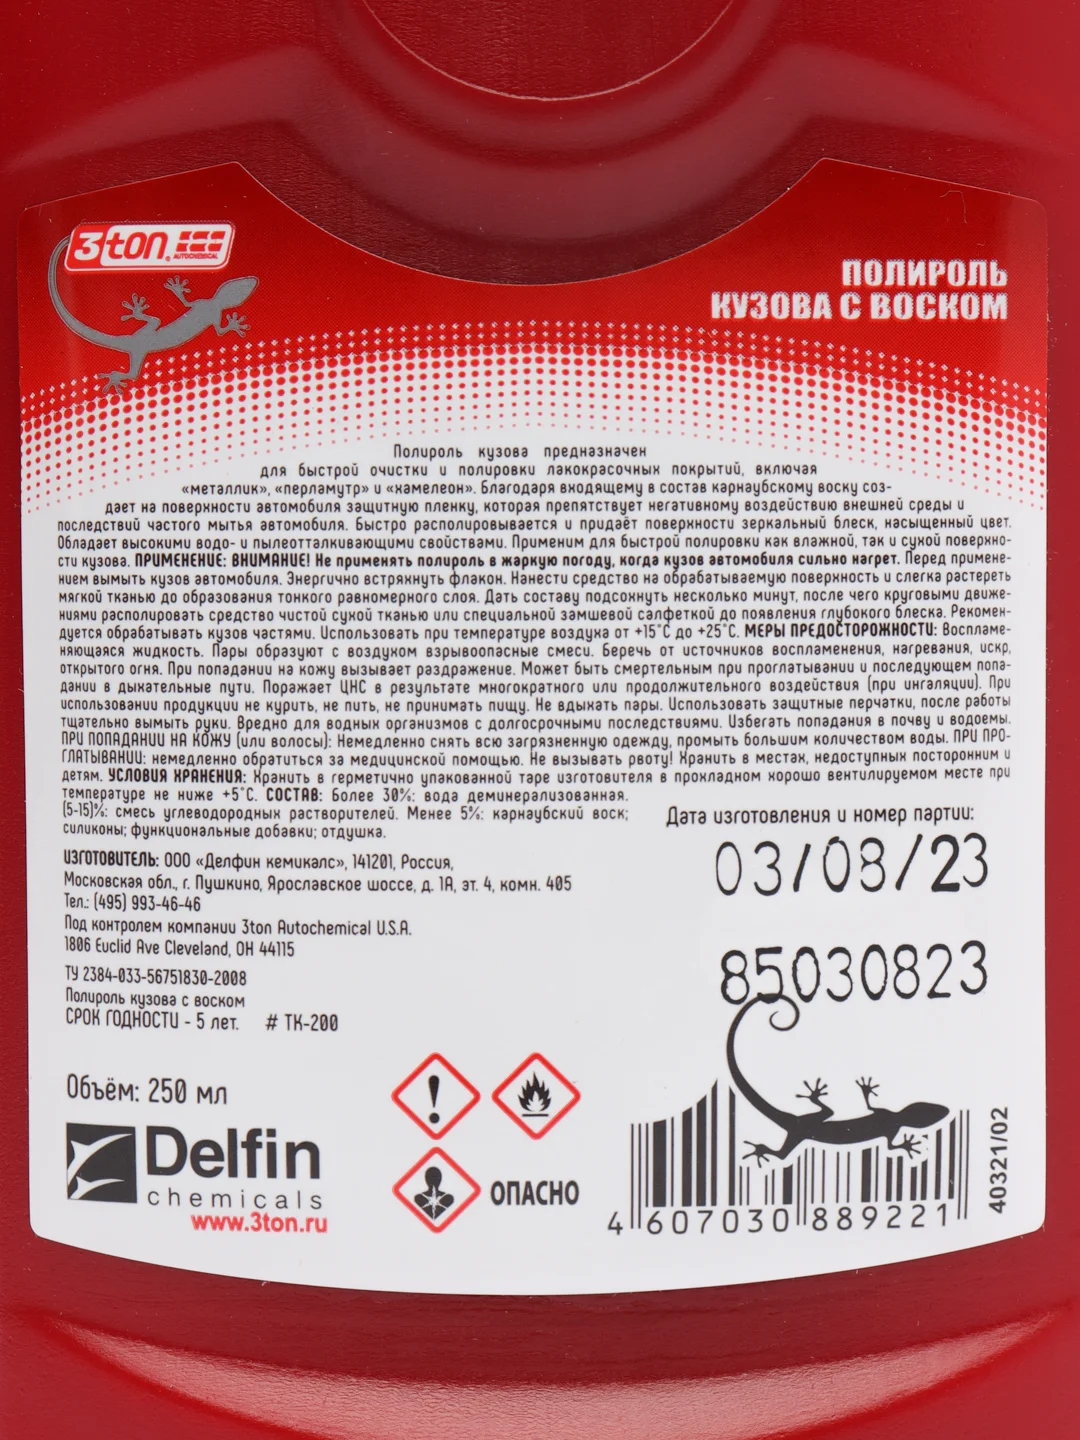 3ton
AUTOCHEMICAL
ПОЛИРОЛЬ
КУЗОВА С ВОСКОМ
Полироль кузова предназначен
для быстрой очистки и полировки лакокрасочных покрытий, включая
«металлик», «перламутр» и «хамелеон». Благодаря входящему в состав карнаубскому воску соз-
дает на поверхности автомобиля защитную пленку, которая препятствует негативному воздействию внешней среды и
последствий частого мытья автомобиля. Быстро располировывается и придаёт поверхности зеркальный блеск, насыщенный цвет.
Обладает высокими водо- и пылеотталкивающими свойствами. Применим для быстрой полировки как влажной, так и сухой поверхно-
сти кузова. ПРИМЕНЕНИЕ: ВНИМАНИЕ! Не применять полироль в жаркую погоду, когда кузов автомобиля сильно нагрет. Перед примене-
нием вымыть кузов автомобиля. Энергично встряхнуть флакон. Нанести средство на обрабатываемую поверхность и слегка растереть
мягкой тканью до образования тонкого равномерного слоя. Дать составу подсохнуть несколько минут, после чего круговыми движе-
ниями располировать средство чистой сухой тканью или специальной замшевой салфеткой до появления глубокого блеска. Рекомен-
дуется обрабатывать кузов частями. Использовать при температуре воздуха от +15°С до +25°С. МЕРЫ ПРЕДОСТОРОЖНОСТИ: Воспламе-
няющаяся жидкость. Пары образуют с воздухом взрывоопасные смеси. Беречь от источников воспламенения, нагревания, искр,
открытого огня. При попадании на кожу вызывает раздражение. Может быть смертельным при проглатывании и последующем попа-
дании в дыхательные пути. Поражает ЦНС в результате многократного или продолжительного воздействия (при ингаляции). При
использовании продукции не курить, не пить, не принимать пищу. Не вдыхать пары. Использовать защитные перчатки, после работы
тщательно вымыть руки. Вредно для водных организмов с долгосрочными последствиями. Избегать попадания в почву и водоемы.
ПРИ ПОПАДАНИИ НА КОЖУ (или волосы): Немедленно снять всю загрязненную одежду, промыть большим количеством воды. ПРИ ПРО-
ГЛАТЫВАНИИ: немедленно обратиться за медицинской помощью. Не вызывать рвоту! Хранить в местах, недоступных посторонним и
детям. УСЛОВИЯ ХРАНЕНИЯ: Хранить в герметично упакованной таре изготовителя в прохладном хорошо вентилируемом месте при
температуре не ниже +5°С. СОСТАВ: Более 30%: вода деминерализованная.
(5-15)%: смесь углеводородных растворителей. Менее 5%: карнаубский воск;
силиконы; функциональные добавки; отдушка.
Дата изготовления и номер партии:
03/08/23
85030823
ИЗГОТОВИТЕЛЬ: ООО «Делфин кемикалс», 141201, Россия,
Московская обл., г. Пушкино, Ярославское шоссе, д. 1А, эт. 4, комн. 405
Тел.: (495) 993-46-46
Под контролем компании 3ton Autochemical U.S.A.
1806 Euclid Ave Cleveland, OH 44115
ТУ 2384-033-56751830-2008
Полироль кузова с воском
СРОК ГОДНОСТИ - 5 лет. # ТК-200
Объём: 250 мл
Delfin
chemicals
www.3ton.ru
ОПАСНО
4 607030 889221
40321/02